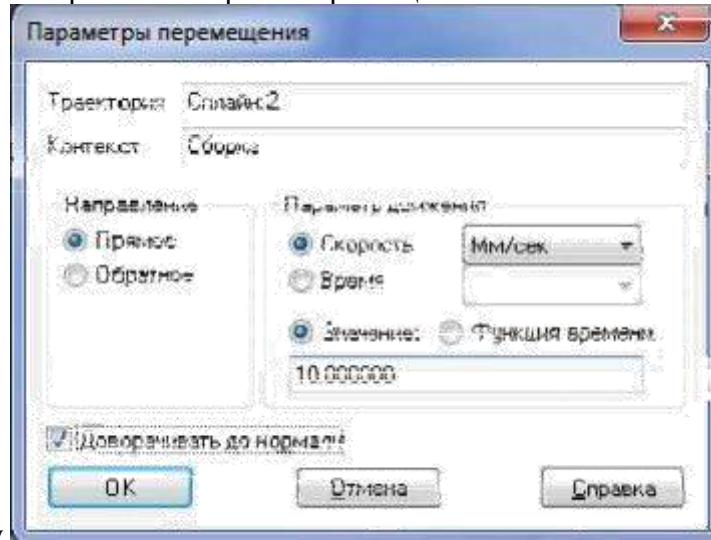 Параметры перемещения
Траектория Сплайн:2
Контекст Сборка
Направление Параметр движения
Прямое Скорость Мм/сек
Обратное Время
Значение: Функция времени
10.000000
Доворачивать до нормали
OK Отмена Справка